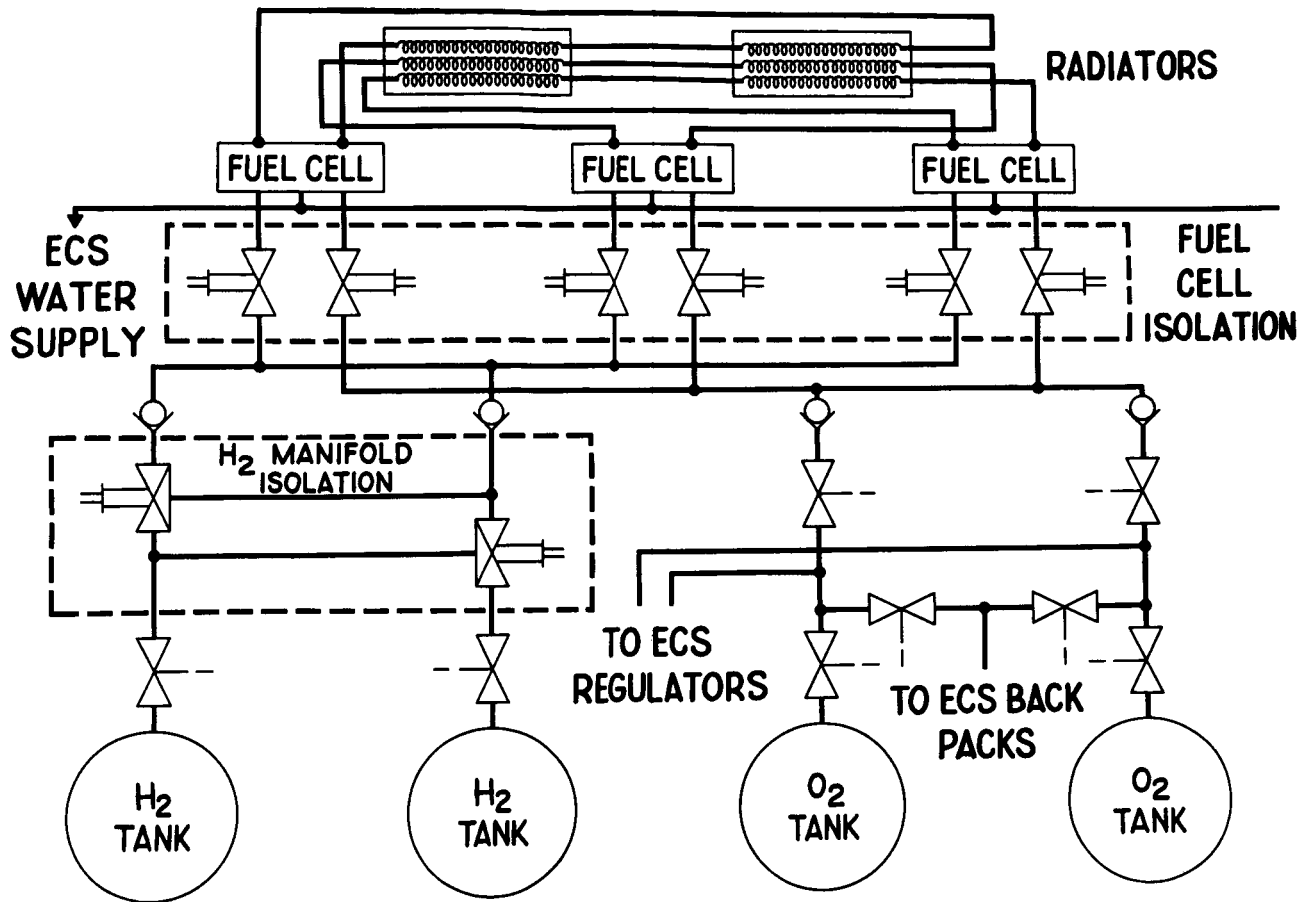 RADIATORS
FUEL CELL
FUEL CELL
FUEL CELL
ECS
WATER
SUPPLY
FUEL
CELL
ISOLATION
H2 MANIFOLD
ISOLATION
TO ECS
REGULATORS
TO ECS BACK
PACKS
H2
TANK
H2
TANK
O2
TANK
O2
TANK